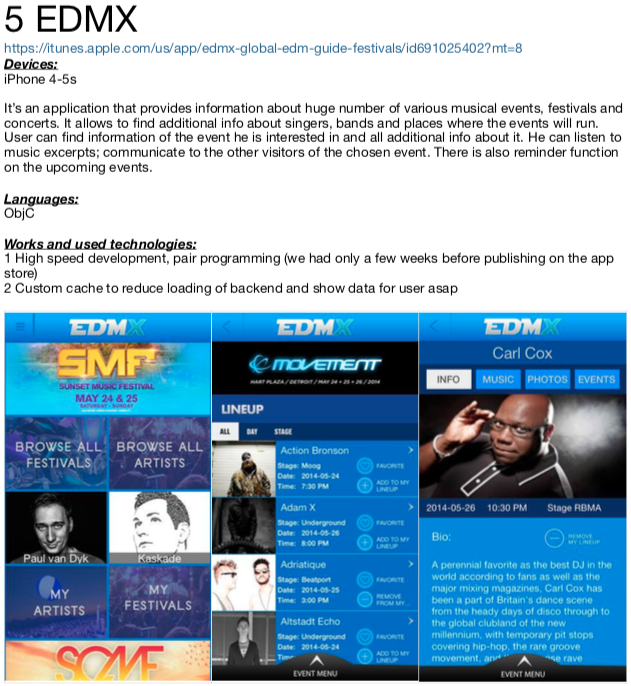 5 EDMX
https://itunes.apple.com/us/app/edmx-global-edm-guide-festivals/id691025402?mt=8
Devices:
iPhone 4-5s
It's an application that provides information about huge number of various musical events, festivals and
concerts. It allows to find additional info about singers, bands and places where the events will run.
User can find information of the event he is interested in and all additional info about it. He can listen to
music excerpts; communicate to the other visitors of the chosen event. There is also reminder function
on the upcoming events.
Languages:
ObjC
Works and used technologies:
1 High speed development, pair programming (we had only a few weeks before publishing on the app
store)
2 Custom cache to reduce loading of backend and show data for user asap
EDMX
SMF
SUNSET MUSIC FESTIVAL
MAY 24 & 25
SATURDAY - SUNDAY
BROWSE ALL
FESTIVALS
BROWSE ALL
ARTISTS
Paul van Dyk
Kaskade
MY
ARTISTS
MY
FESTIVALS
EDMX
MOVEMENT
HART PLAZA / DETROIT / MAY 24 + 25 + 26 / 2014
LINEUP
ALL DAY STAGE
Action Bronson
Stage: Moog
Date: 2014-05-24
Time: 7:30 PM
FAVORITE
ADD TO MY
LINEUP
Adam X
Stage: Underground
Date: 2014-05-26
Time: 8:00 PM
FAVORITE
ADD TO MY
LINEUP
Adriatique
Stage: Beatport
Date: 2014-05-25
Time: 3:00 PM
FAVORITE
REMOVE
FROM MY...
Altstadt Echo
Stage: Underground
Date: 2014-05-24
Time
FAVORITE
ADD TO MY
LINEUP
EVENT MENU
EDMX
Carl Cox
INFO MUSIC PHOTOS EVENTS
2014-05-26 10:30 PM Stage RBMA
Bio:
REMOVE
MY LINEUP
A perennial favorite as the best DJ in the
world according to fans as well as the
major mixing magazines, Carl Cox has
been a part of Britain's dance scene
from the heady days of disco through to
the global clubland of the new
millennium, with temporary pit stops
covering hip-hop, the rare groove
movement, and rave
EVENT MENU